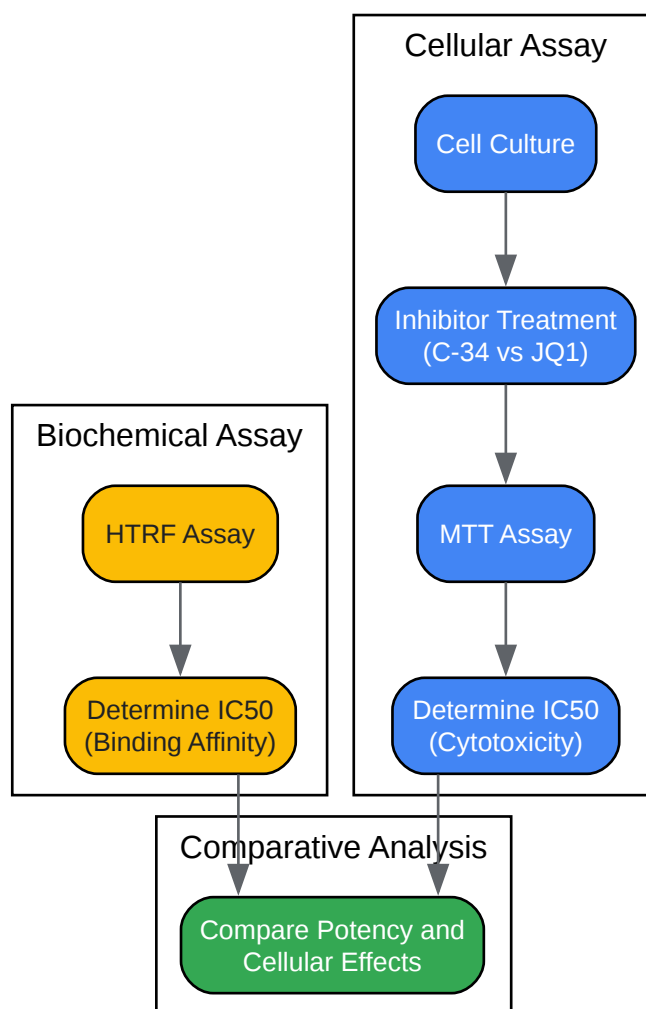 Cellular Assay
Cell Culture
Inhibitor Treatment
(C-34 vs JQ1)
MTT Assay
Determine IC50
(Cytotoxicity)
Biochemical Assay
HTRF Assay
Determine IC50
(Binding Affinity)
Comparative Analysis
Compare Potency and
Cellular Effects